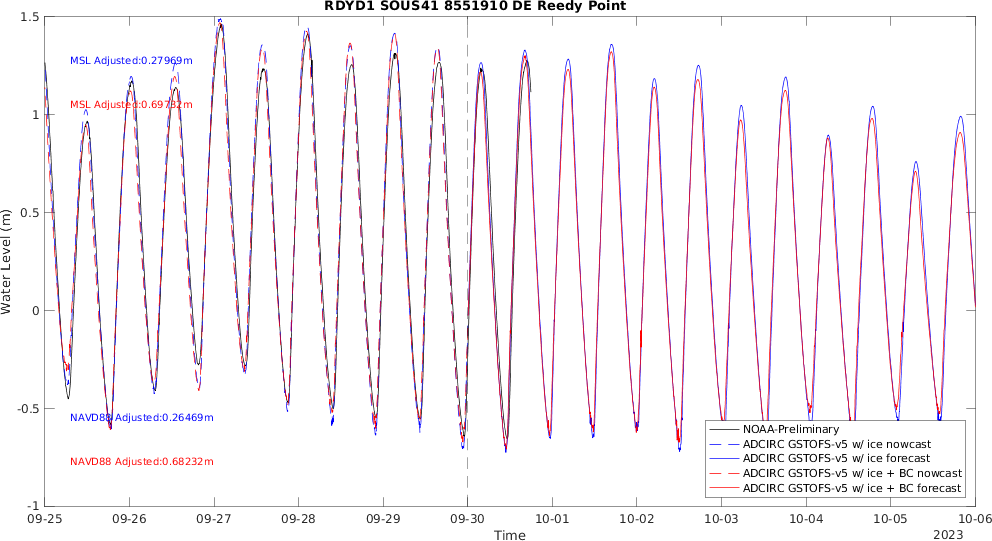 RDYD1 SOUS41 8551910 DE Reedy Point
1.5
1
0.5
0
-0.5
-1
Water Level (m)
MSL Adjusted:0.27969m
MSL Adjusted:0.69732m
NAVD88 Adjusted:0.26469m
NAVD88 Adjusted:0.68232m
NOAA-Preliminary
ADCIRC GSTOFS-v5 w/ ice nowcast
ADCIRC GSTOFS-v5 w/ ice forecast
ADCIRC GSTOFS-v5 w/ ice + BC nowcast
ADCIRC GSTOFS-v5 w/ ice + BC forecast
09-25 09-26 09-27 09-28 09-29 09-30 10-01 10-02 10-03 10-04 10-05 10-06
Time
2023